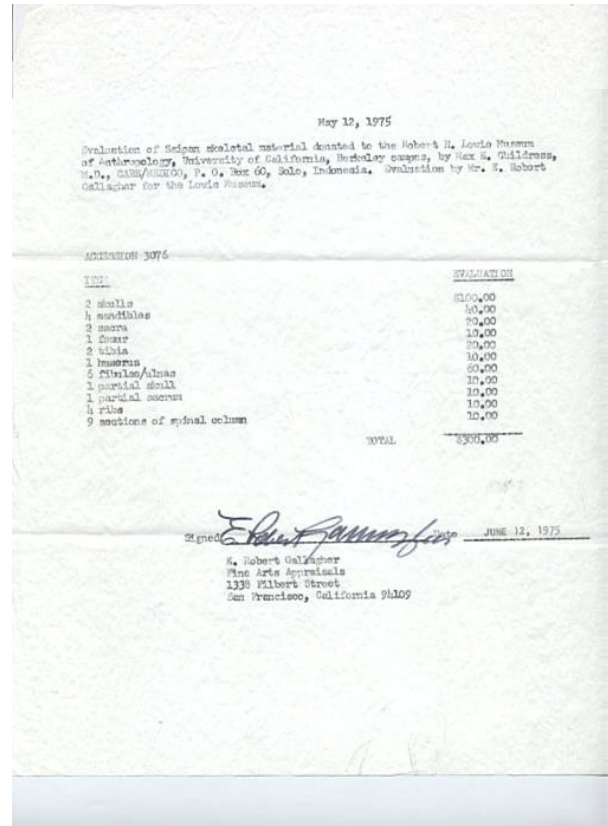 May 12, 1975
Evaluation of Saipan skeletal material donated to the Robert H. Lowie Museum
of Anthropology, University of California, Berkeley campus, by Max E. Childress,
M.D., CARE/MEDICO, P. O. Box 60, Solo, Indonesia. Evaluation by Mr. E. Robert
Gallagher for the Lowie Museum.
ACCESSION 3076
ITEM EVALUATION
2 skulls $100.00
4 mandibles 40.00
2 sacra 20.00
1 femur 10.00
2 tibia 20.00
1 humerus 10.00
6 fibulas/ulnas 60.00
1 partial skull 10.00
1 partial sacrum 10.00
4 ribs 10.00
9 sections of spinal column 10.00
TOTAL $300.00
Signed Date JUNE 12, 1975
E. Robert Gallagher
Fine Arts Appraisals
1338 Filbert Street
San Francisco, California 94109